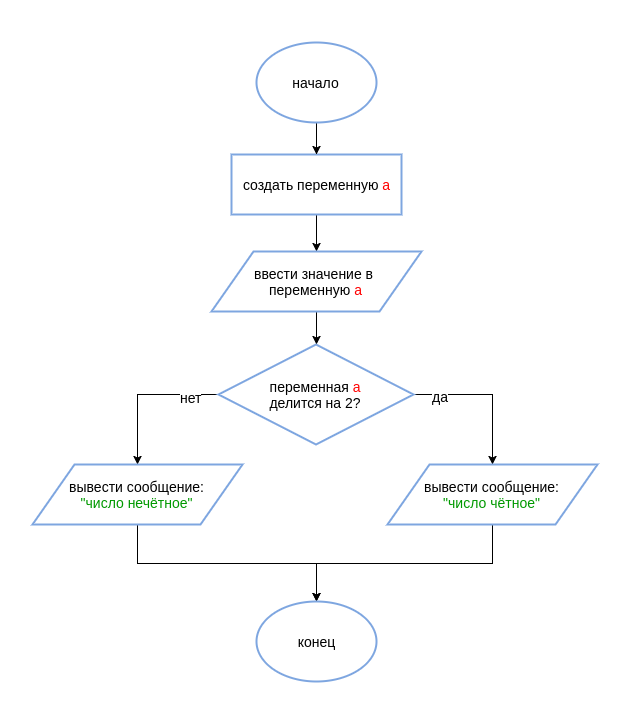 начало
создать переменную а
ввести значение в
переменную а
переменная а
делится на 2?
нет
да
вывести сообщение:
"число нечётное"
вывести сообщение:
"число чётное"
конец